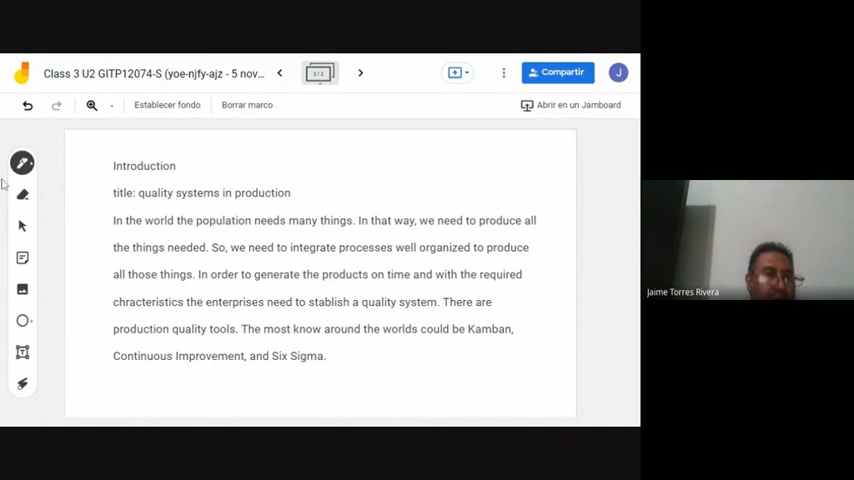 Class 3 U2 GITP12074-S (yoe-njfy-ajz - 5 nov...
2/2
Compartir
J
Establecer fondo
Borrar marco
Abrir en un Jamboard
Introduction
title: quality systems in production
In the world the population needs many things. In that way, we need to produce all
the things needed. So, we need to integrate processes well organized to produce
all those things. In order to generate the products on time and with the required
chracteristics the enterprises need to stablish a quality system. There are
production quality tools. The most know around the worlds could be Kamban,
Continuous Improvement, and Six Sigma.
Jaime Torres Rivera